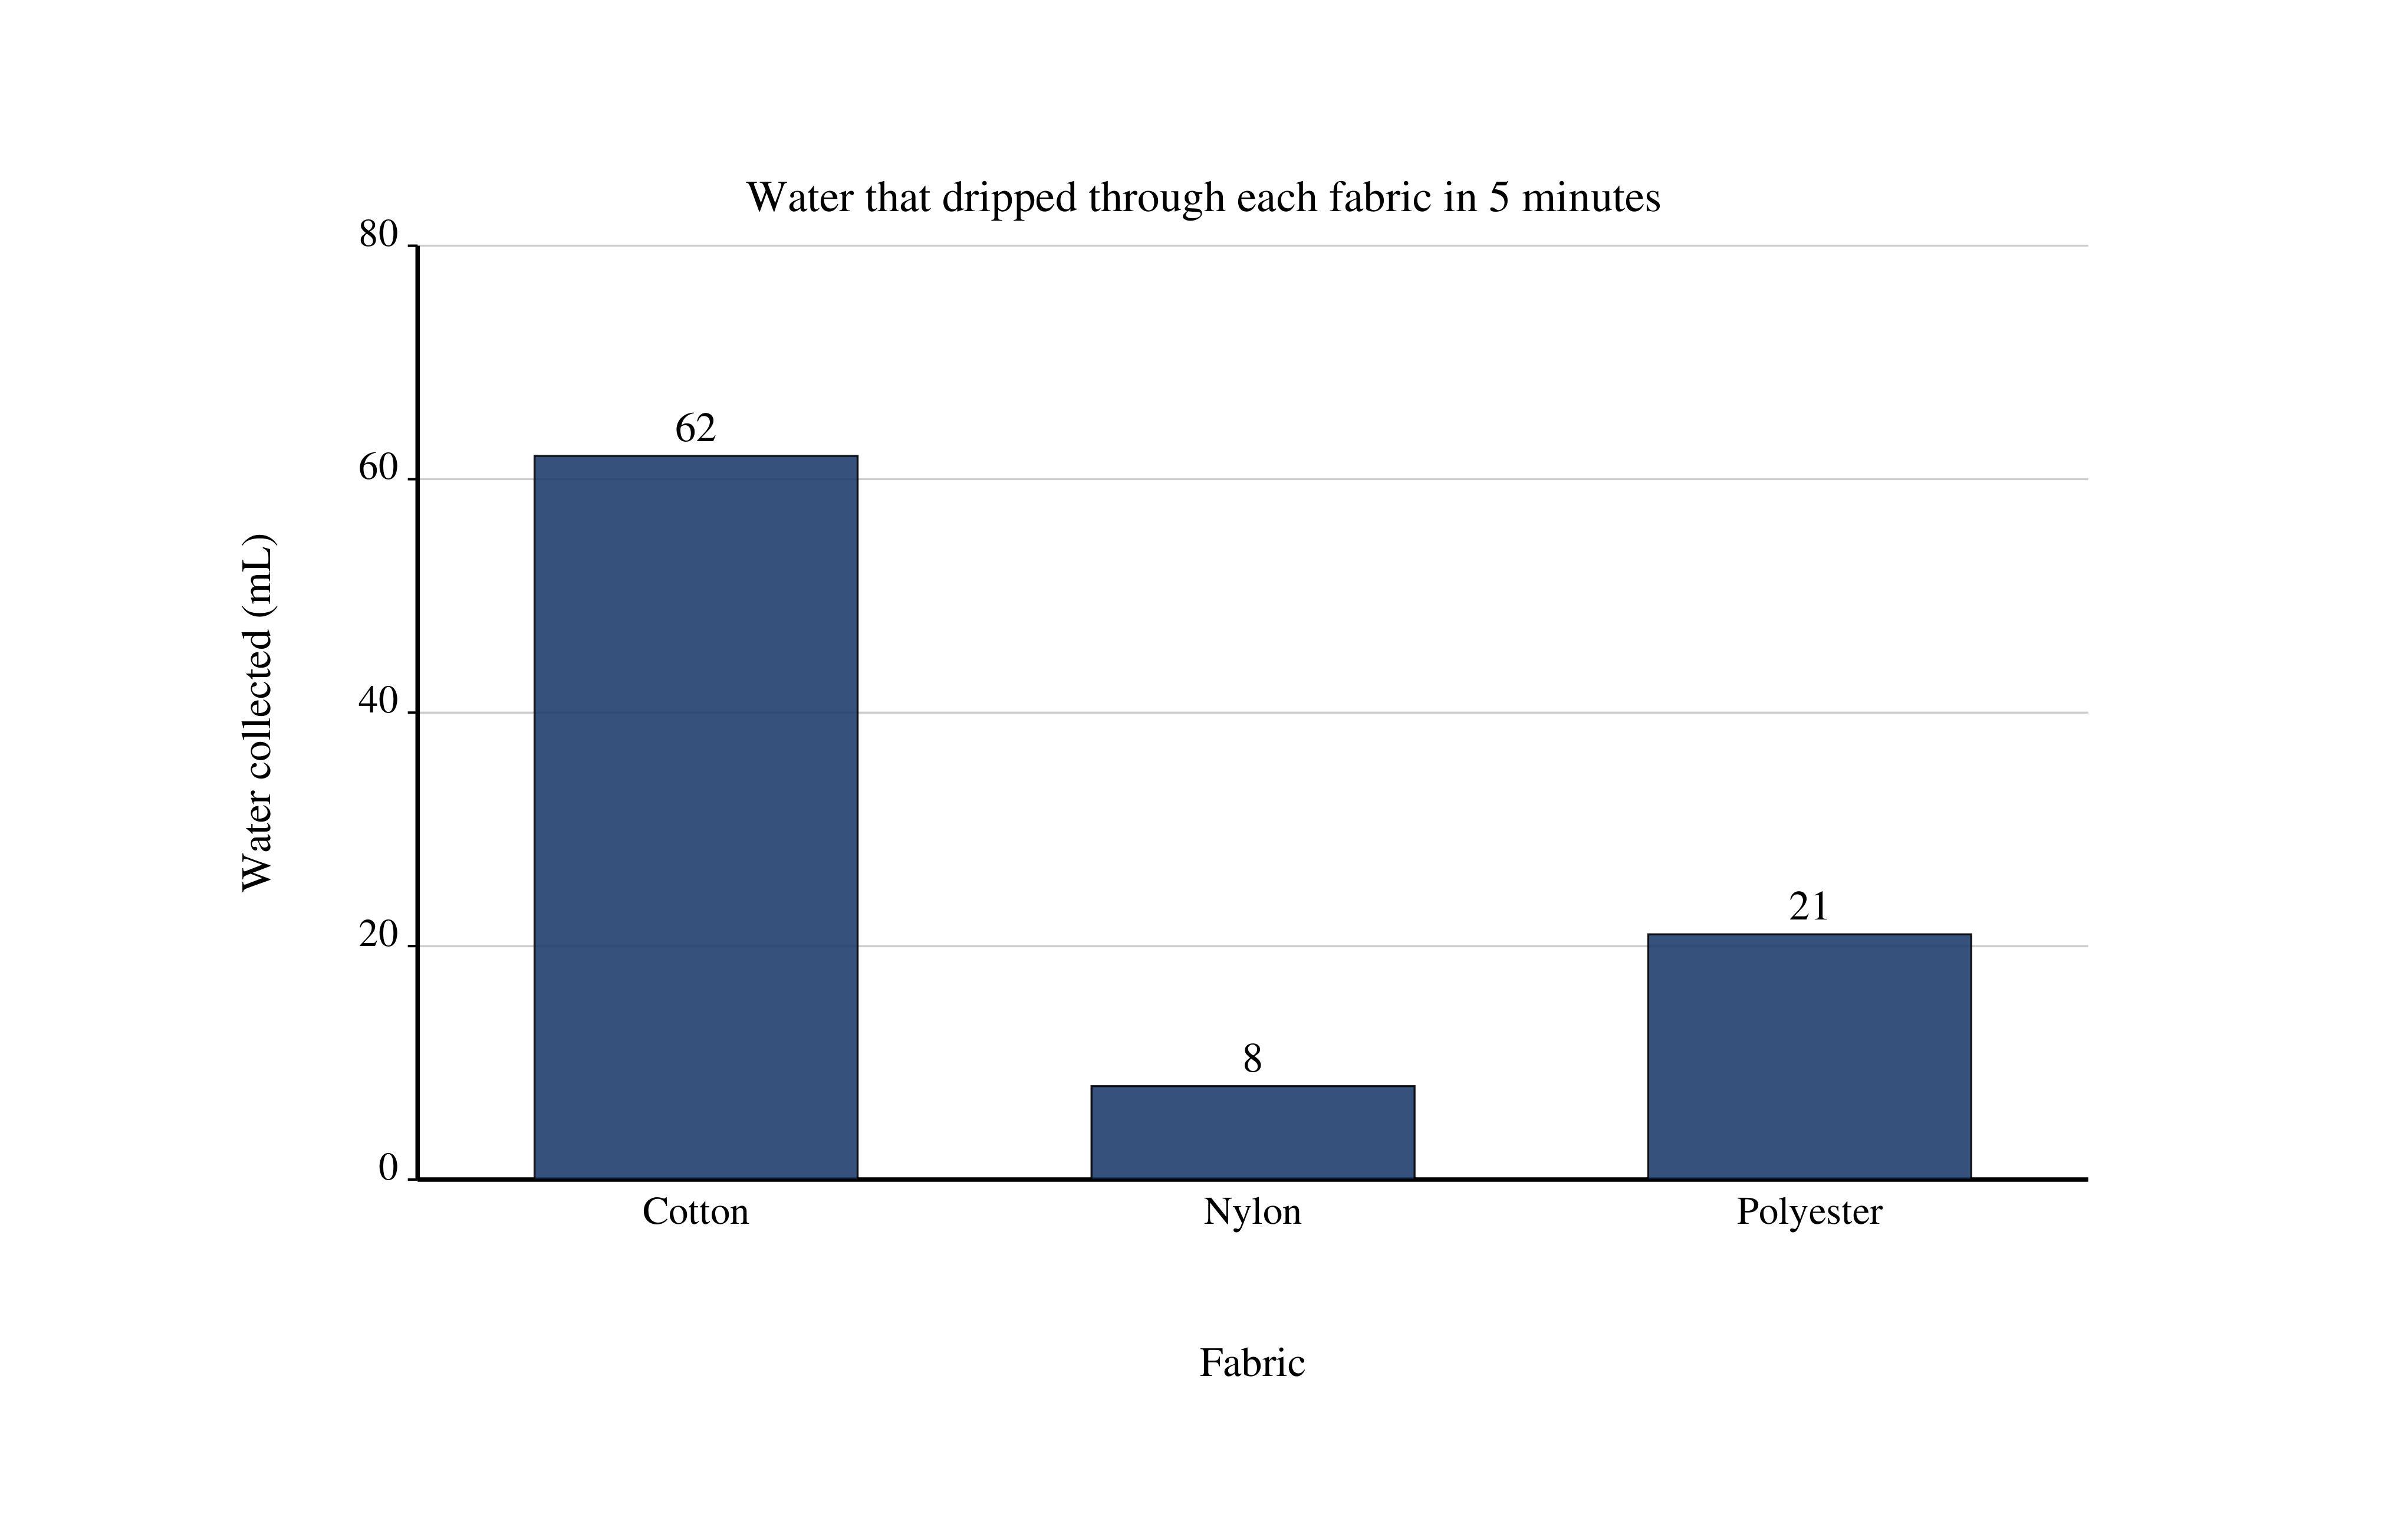 Water that dripped through each fabric in 5 minutes
80
60
40
20
0
Water collected (mL)
62
8
21
Cotton
Nylon
Polyester
Fabric